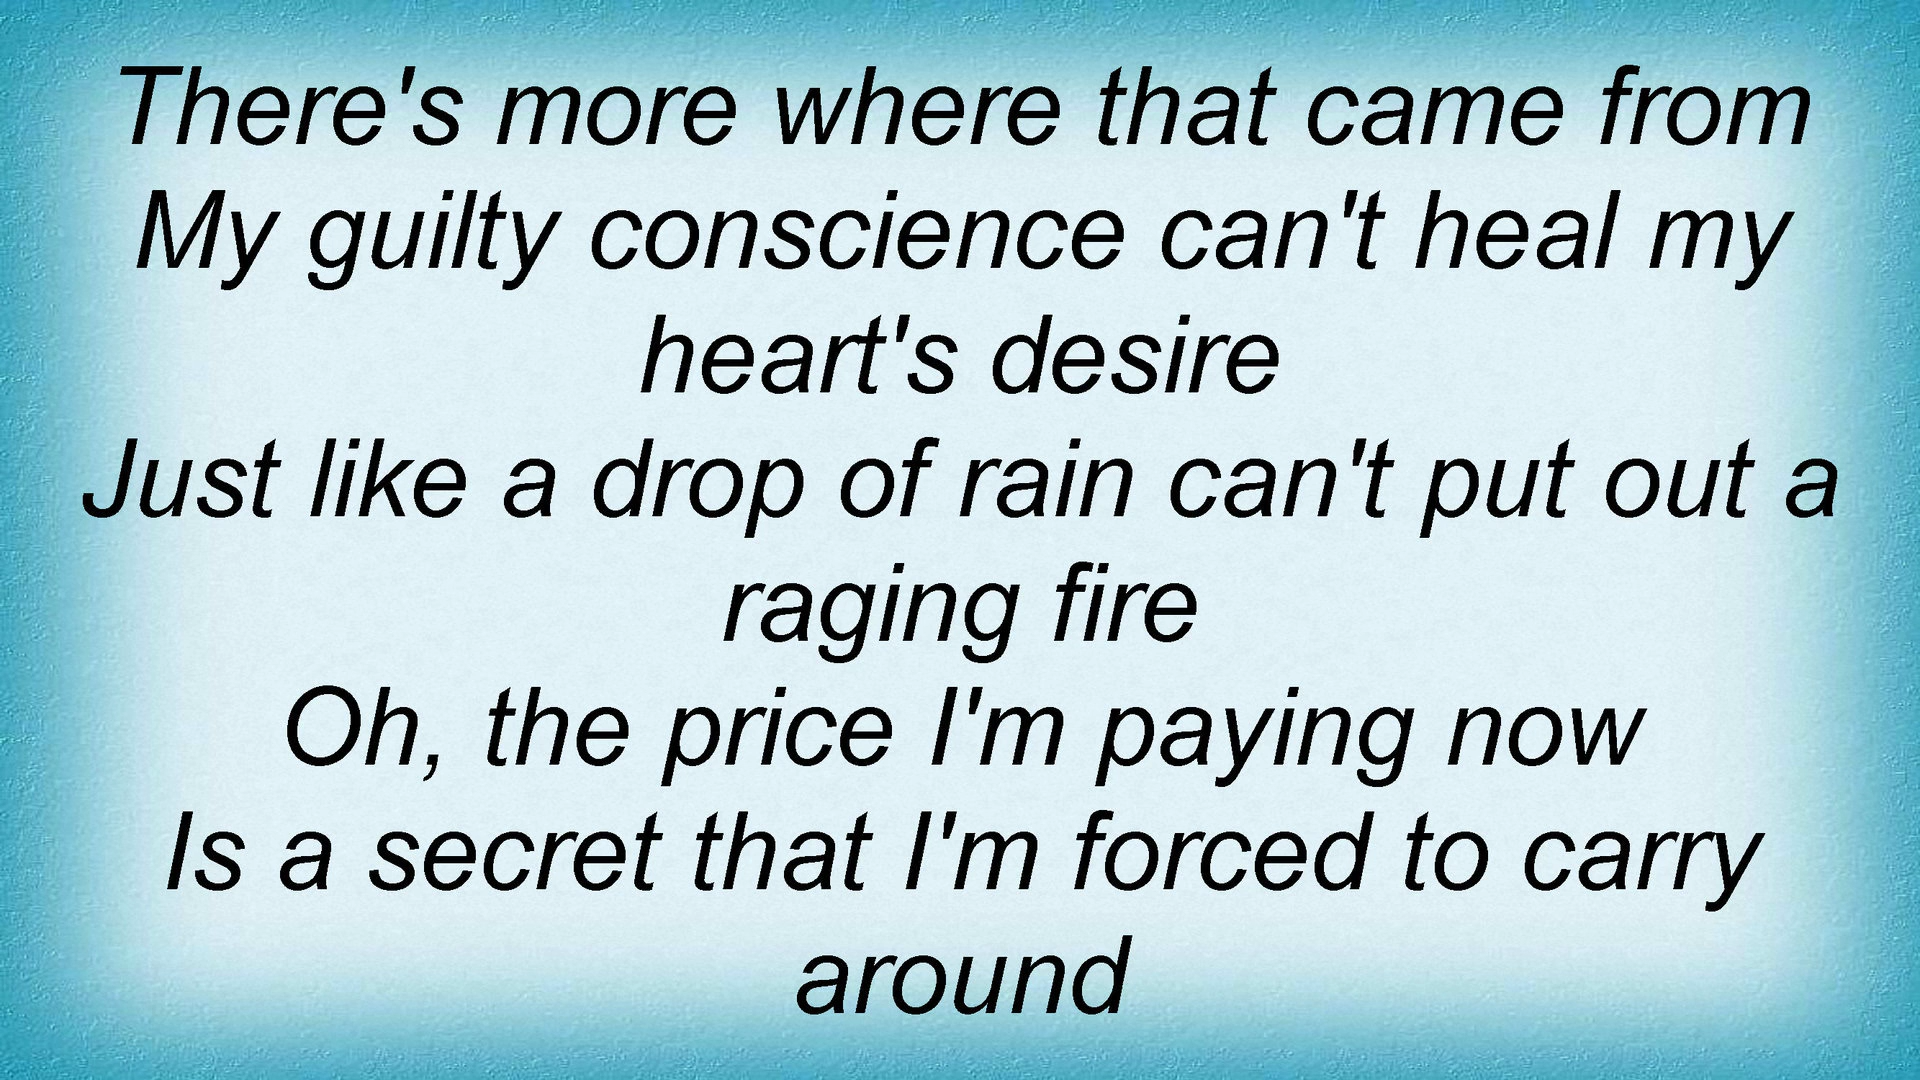 There's more where that came from
My guilty conscience can't heal my
heart's desire
Just like a drop of rain can't put out a
raging fire
Oh, the price I'm paying now
Is a secret that I'm forced to carry
around